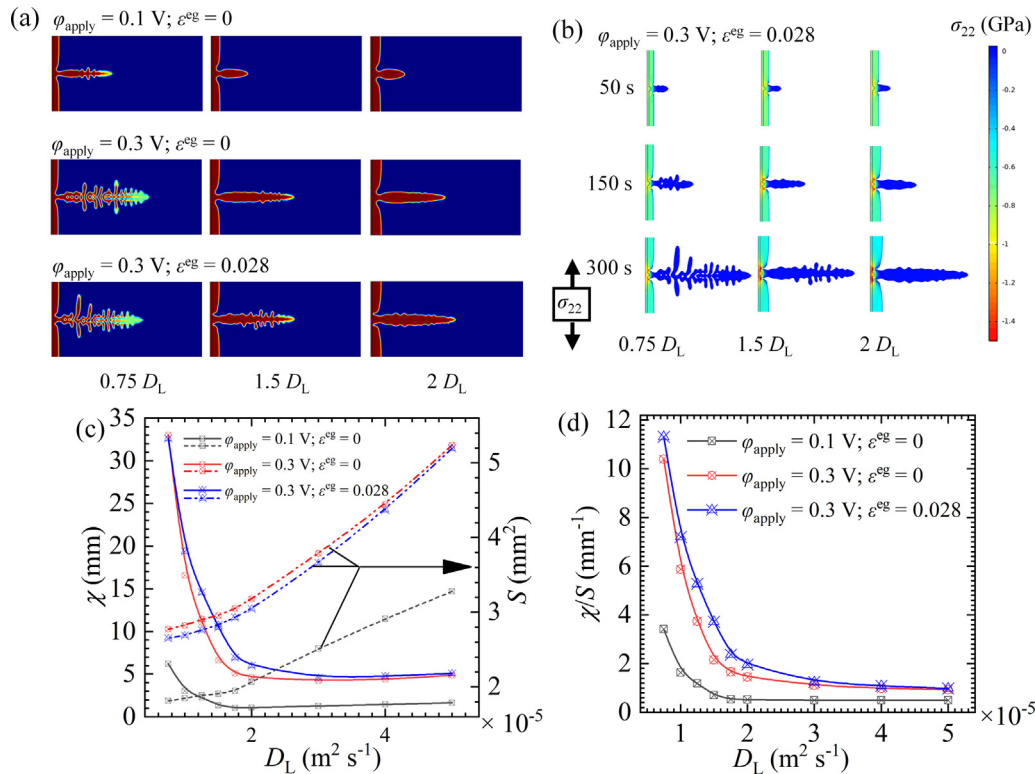 (a)
φapply = 0.1 V; εᵉᵍ = 0
φapply = 0.3 V; εᵉᵍ = 0
φapply = 0.3 V; εᵉᵍ = 0.028
0.75 DL 1.5 DL 2 DL
(b)
φapply = 0.3 V; εᵉᵍ = 0.028
σ22 (GPa)
50 s
150 s
300 s
σ22
0.75 DL 1.5 DL 2 DL
0
-0.2
-0.4
-0.6
-0.8
-1
-1.2
-1.4
(c)
φapply = 0.1 V; εᵉᵍ = 0
φapply = 0.3 V; εᵉᵍ = 0
φapply = 0.3 V; εᵉᵍ = 0.028
χ (mm)
35
30
25
20
15
10
5
0
S (mm²)
5
4
3
2
2 4
× 10⁻⁵
DL (m² s⁻¹)
(d)
φapply = 0.1 V; εᵉᵍ = 0
φapply = 0.3 V; εᵉᵍ = 0
φapply = 0.3 V; εᵉᵍ = 0.028
χ/S (mm⁻¹)
12
10
8
6
4
2
0
1 2 3 4 5
×10⁻⁵
DL (m² s⁻¹)